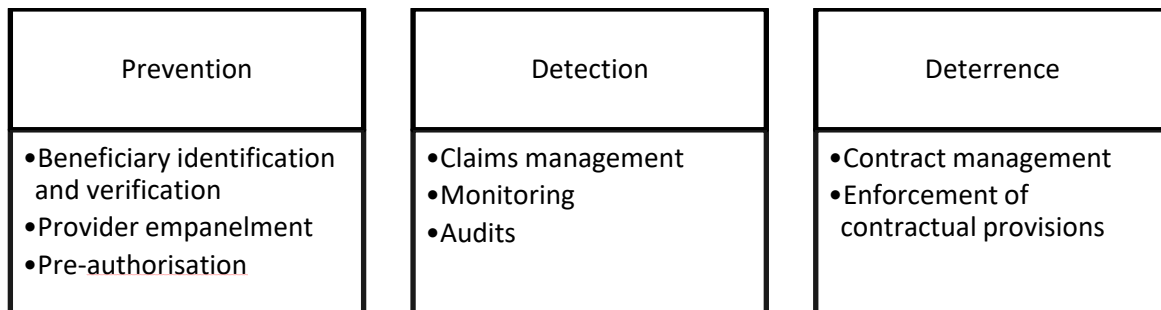 Prevention
•Beneficiary identification
and verification
•Provider empanelment
•Pre-authorisation
Detection
•Claims management
•Monitoring
•Audits
Deterrence
•Contract management
•Enforcement of
contractual provisions